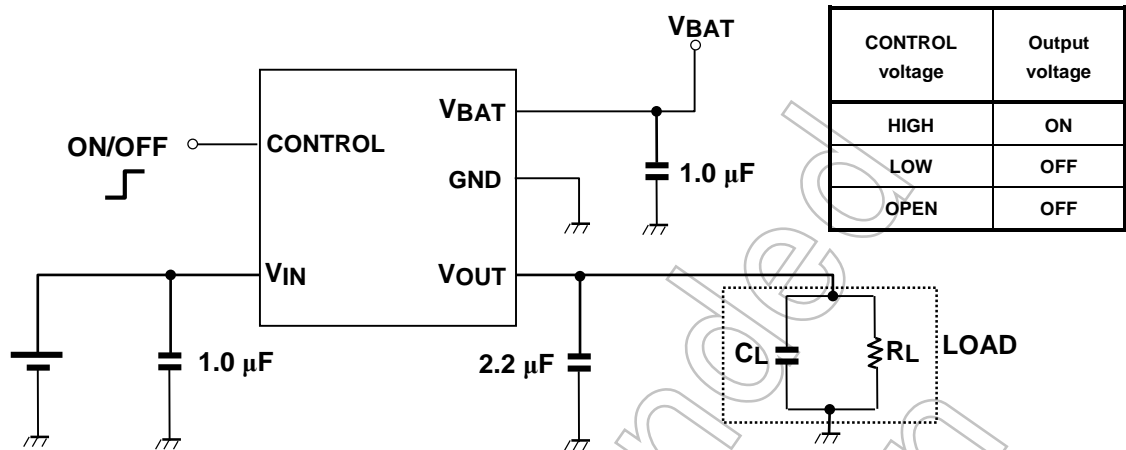 VBAT
CONTROL voltage
Output voltage
HIGH
ON
LOW
OFF
OPEN
OFF
VBAT
ON/OFF
CONTROL
GND
1.0 μF
VIN
VOUT
1.0 μF
2.2 μF
CL
RL
LOAD